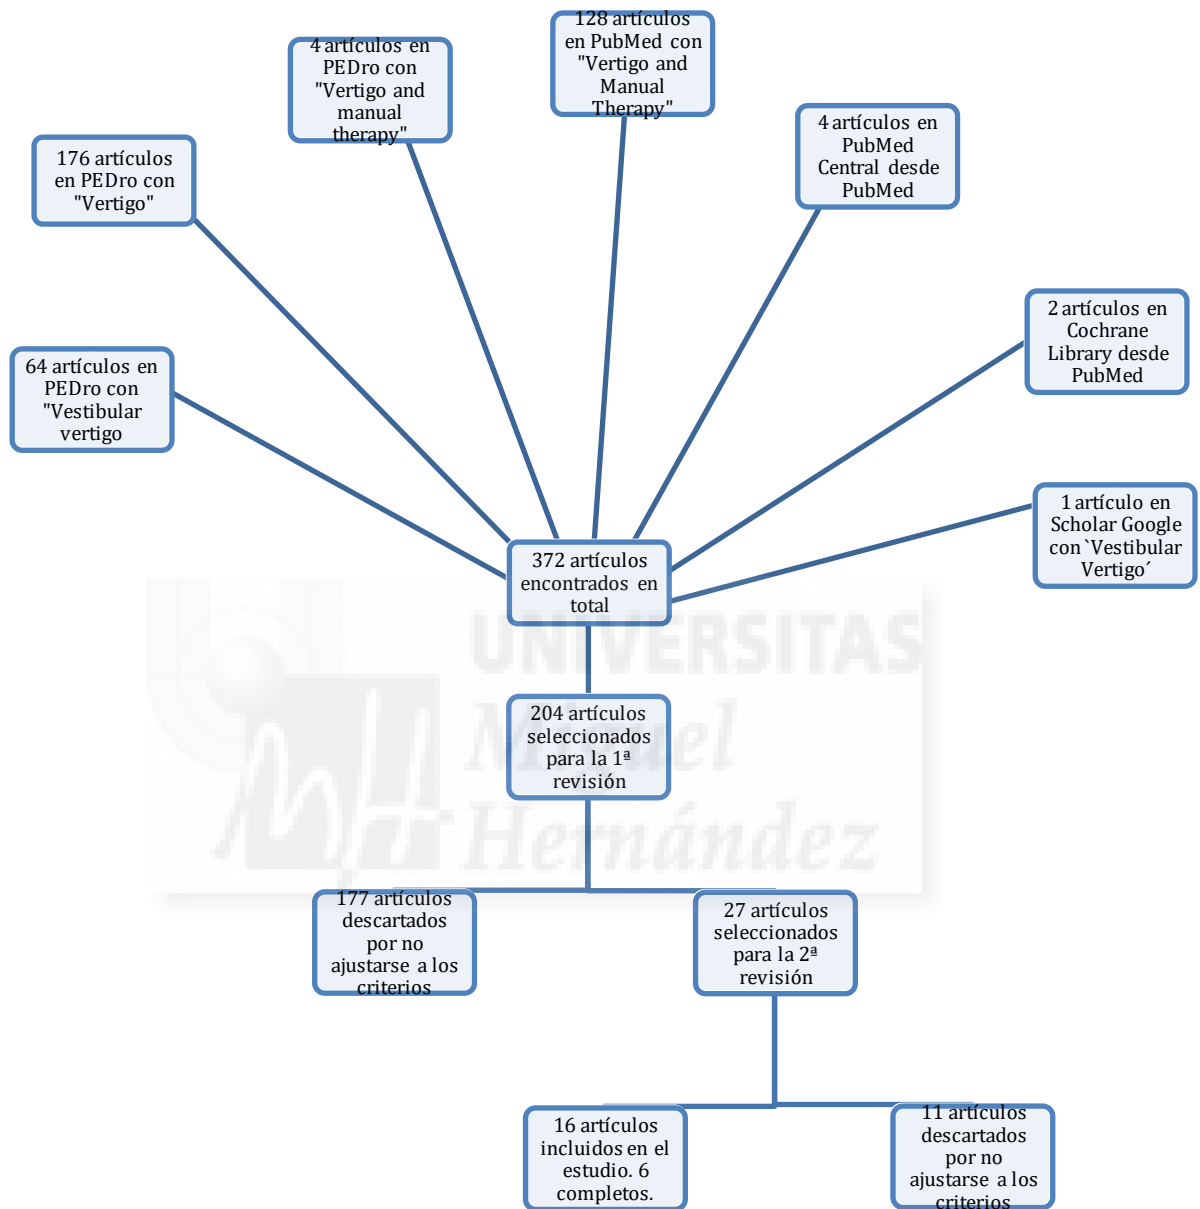 128 artículos
en PubMed con
"Vertigo and
Manual
Therapy"
4 artículos en
PEDro con
"Vertigo and
manual
therapy"
4 artículos en
PubMed
Central desde
PubMed
176 artículos
en PEDro con
"Vertigo"
2 artículos en
Cochrane
Library desde
PubMed
64 artículos en
PEDro con
"Vestibular
vertigo
1 artículo en
Scholar Google
con `Vestibular
Vertigo´
372 artículos
encontrados en
total
UNIVERSITAS
Miguel
Hernández
204 artículos
seleccionados
para la 1ª
revisión
177 artículos
descartados
por no
ajustarse a los
criterios
27 artículos
seleccionados
para la 2ª
revisión
16 artículos
incluidos en el
estudio. 6
completos.
11 artículos
descartados
por no
ajustarse a los
criterios